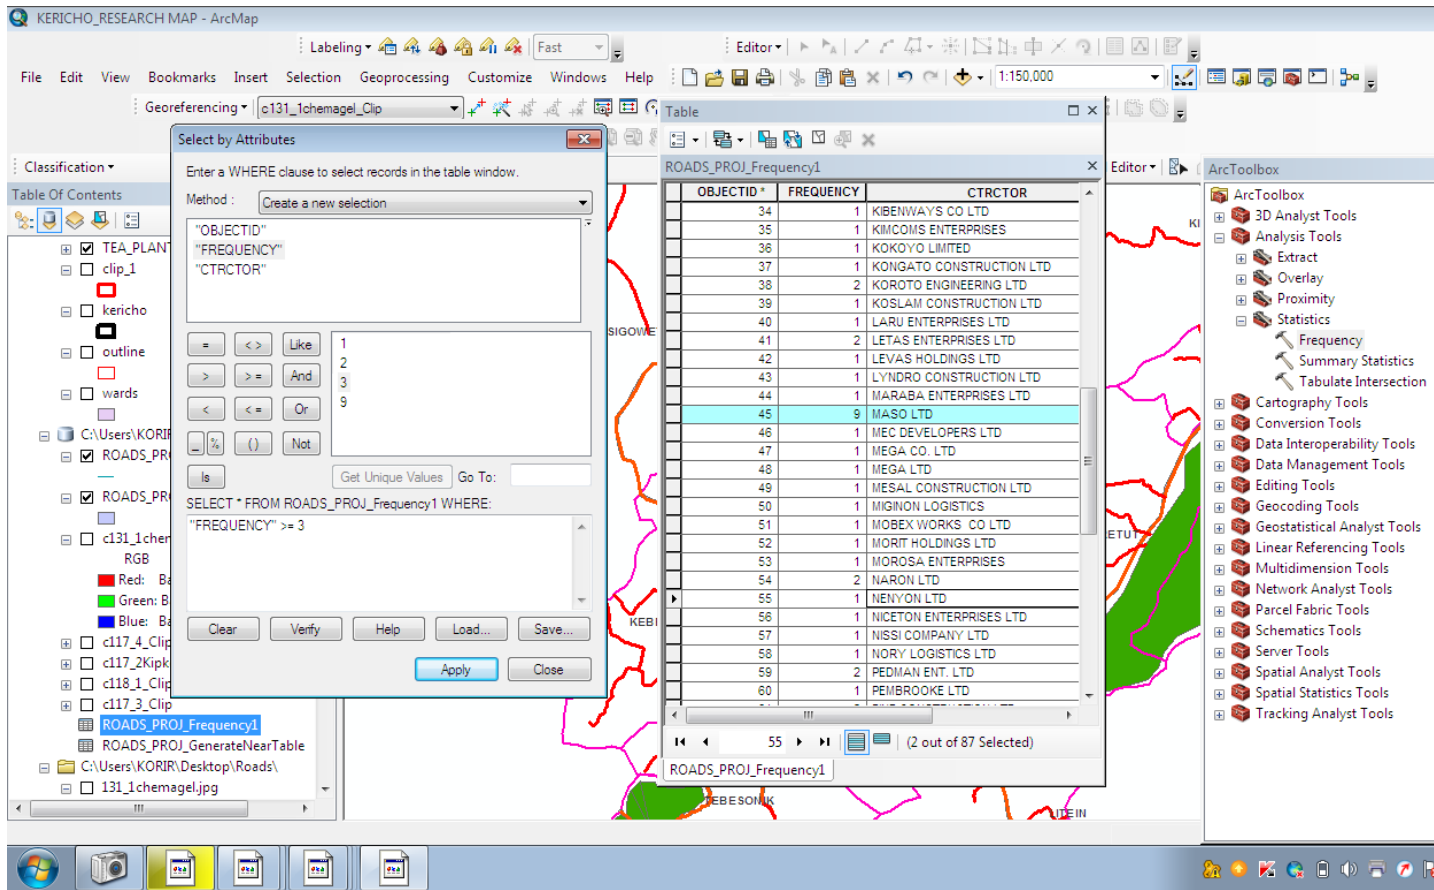 KERICHO_RESEARCH MAP - ArcMap
Labeling
Fast
Editor
File Edit View Bookmarks Insert Selection Geoprocessing Customize Windows Help
1:150,000
Georeferencing
c131_1chemagel_Clip
Classification
Editor
Table Of Contents
TEA_PLANT
clip_1
kericho
outline
wards
C:\Users\KORIR
ROADS_PR
ROADS_PR
c131_1chem
RGB
Red: Ba
Green: B
Blue: Ba
c117_4_Clip
c117_2Kipk
c118_1_Clip
c117_3_Clip
ROADS_PROJ_Frequency1
ROADS_PROJ_GenerateNearTable
C:\Users\KORIR\Desktop\Roads\
131_1chemagel.jpg
Select by Attributes
Enter a WHERE clause to select records in the table window.
Method :
Create a new selection
"OBJECTID"
"FREQUENCY"
"CTRCTOR"
= < > Like
> > = And
< < = Or
_ % ( ) Not
Is
1
2
3
9
Get Unique Values Go To:
SELECT * FROM ROADS_PROJ_Frequency1 WHERE:
"FREQUENCY" >= 3
Clear Verify Help Load... Save...
Apply Close
SIGOWE
KEBI
TEBESONIK
Table
ROADS_PROJ_Frequency1
OBJECTID * FREQUENCY CTRCTOR
34 1 KIBENWAYS CO LTD
35 1 KIMCOMS ENTERPRISES
36 1 KOKOYO LIMITED
37 1 KONGATO CONSTRUCTION LTD
38 2 KOROTO ENGINEERING LTD
39 1 KOSLAM CONSTRUCTION LTD
40 1 LARU ENTERPRISES LTD
41 2 LETAS ENTERPRISES LTD
42 1 LEVAS HOLDINGS LTD
43 1 LYNDRO CONSTRUCTION LTD
44 1 MARABA ENTERPRISES LTD
45 9 MASO LTD
46 1 MEC DEVELOPERS LTD
47 1 MEGA CO. LTD
48 1 MEGA LTD
49 1 MESAL CONSTRUCTION LTD
50 1 MIGINON LOGISTICS
51 1 MOBEX WORKS CO LTD
52 1 MORIT HOLDINGS LTD
53 1 MOROSA ENTERPRISES
54 2 NARON LTD
55 1 NENYON LTD
56 1 NICETON ENTERPRISES LTD
57 1 NISSI COMPANY LTD
58 1 NORY LOGISTICS LTD
59 2 PEDMAN ENT. LTD
60 1 PEMBROOKE LTD
55
(2 out of 87 Selected)
ROADS_PROJ_Frequency1
KI
ETUT
LITEIN
ArcToolbox
ArcToolbox
3D Analyst Tools
Analysis Tools
Extract
Overlay
Proximity
Statistics
Frequency
Summary Statistics
Tabulate Intersection
Cartography Tools
Conversion Tools
Data Interoperability Tools
Data Management Tools
Editing Tools
Geocoding Tools
Geostatistical Analyst Tools
Linear Referencing Tools
Multidimension Tools
Network Analyst Tools
Parcel Fabric Tools
Schematics Tools
Server Tools
Spatial Analyst Tools
Spatial Statistics Tools
Tracking Analyst Tools